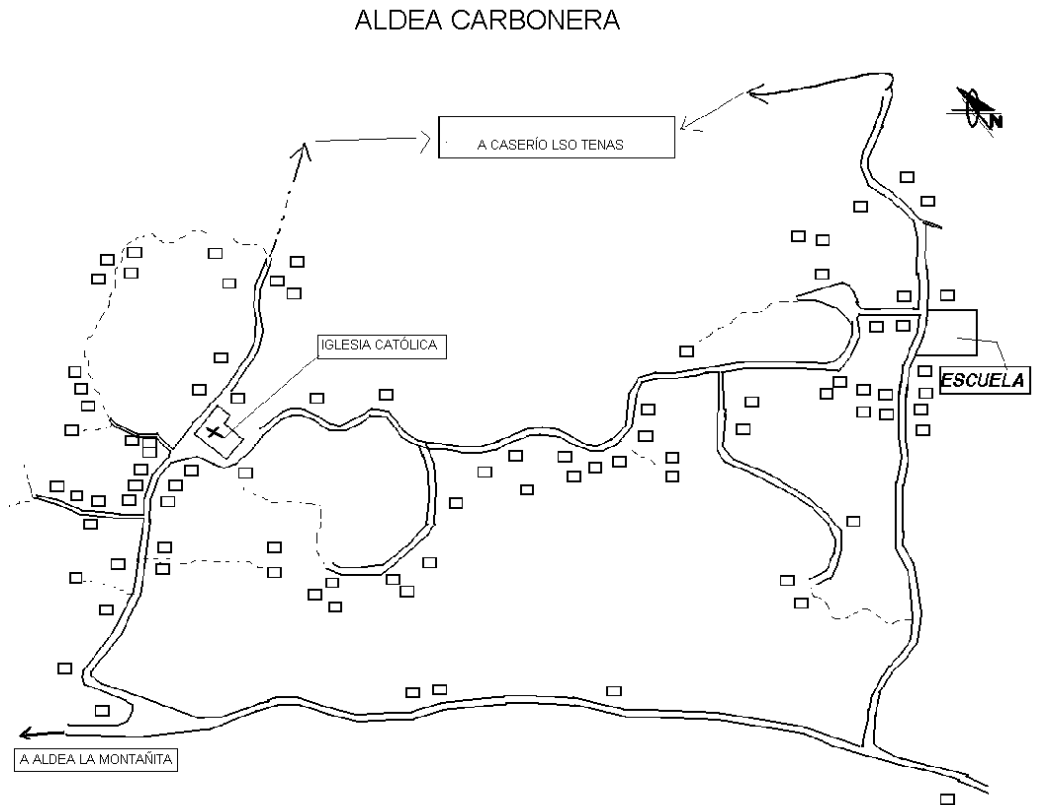 ALDEA CARBONERA
N
A CASERÍO LSO TENAS
IGLESIA CATÓLICA
ESCUELA
A ALDEA LA MONTAÑITA